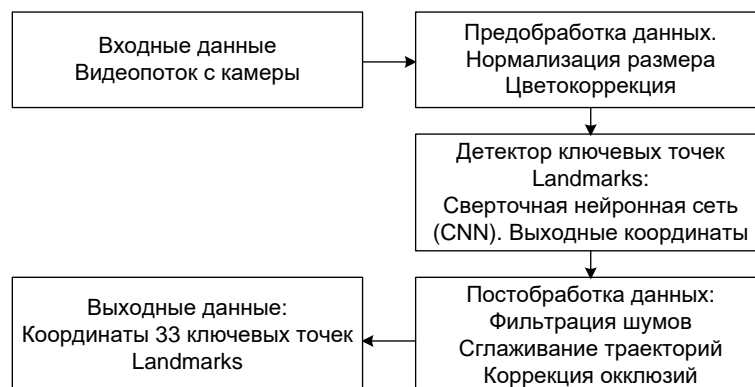 Входные данные
Видеопоток с камеры
Предобработка данных.
Нормализация размера
Цветокоррекция
Детектор ключевых точек
Landmarks:
Сверточная нейронная сеть
(CNN). Выходные координаты
Постобработка данных:
Фильтрация шумов
Сглаживание траекторий
Коррекция окклюзий
Выходные данные:
Координаты 33 ключевых точек
Landmarks